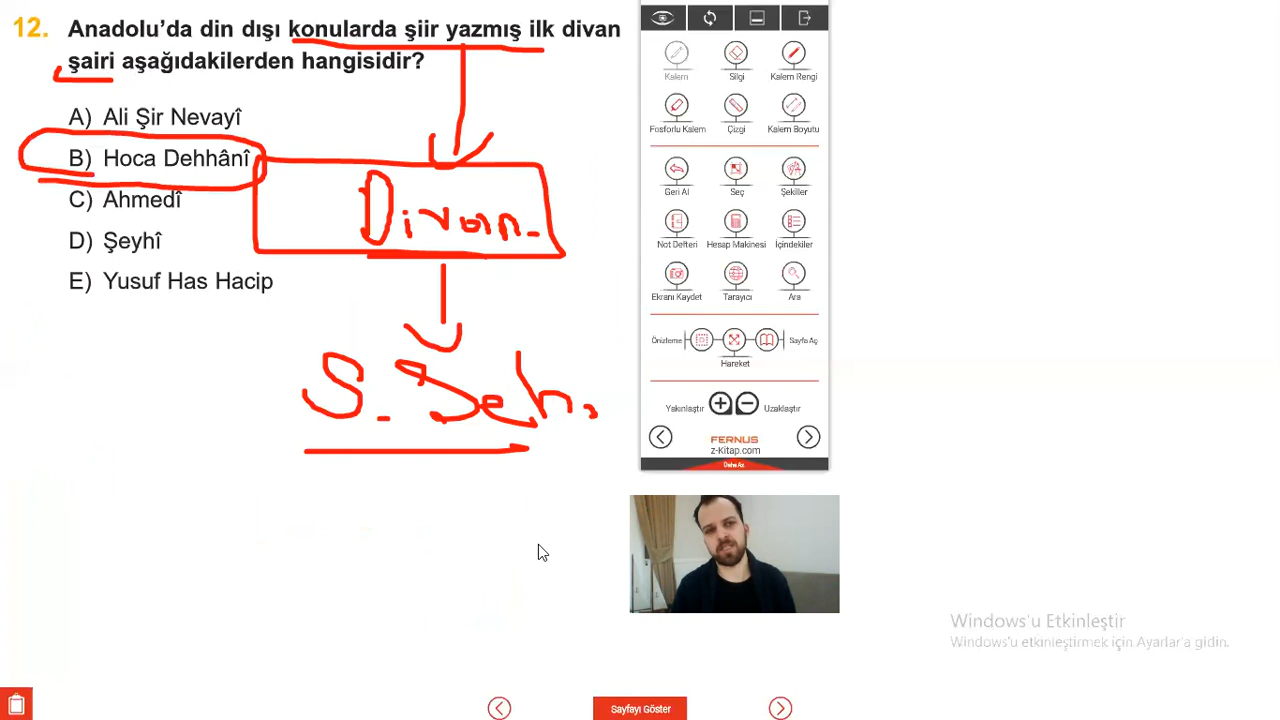 12. Anadolu'da din dışı konularda şiir yazmış ilk divan
şairi aşağıdakilerden hangisidir?
A) Ali Şir Nevayî
B) Hoca Dehhânî
C) Ahmedî
D) Şeyhî
E) Yusuf Has Hacip
Divan.
S.
Kalem Silgi Kalem Rengi
Fosforlu Kalem Çizgi Kalem Boyutu
Geri Al Seç Şekiller
Not Defteri Hesap Makinesi İçindekiler
Ekranı Kaydet Tarayıcı Ara
Önizleme Sayfa Aç
Hareket
Yakınlaştır Uzaklaştır
FERNUS
z-Kitap.com
Daha Az
Windows'u Etkinleştir
Windows'u etkinleştirmek için Ayarlar'a gidin.
Sayfayı Göster